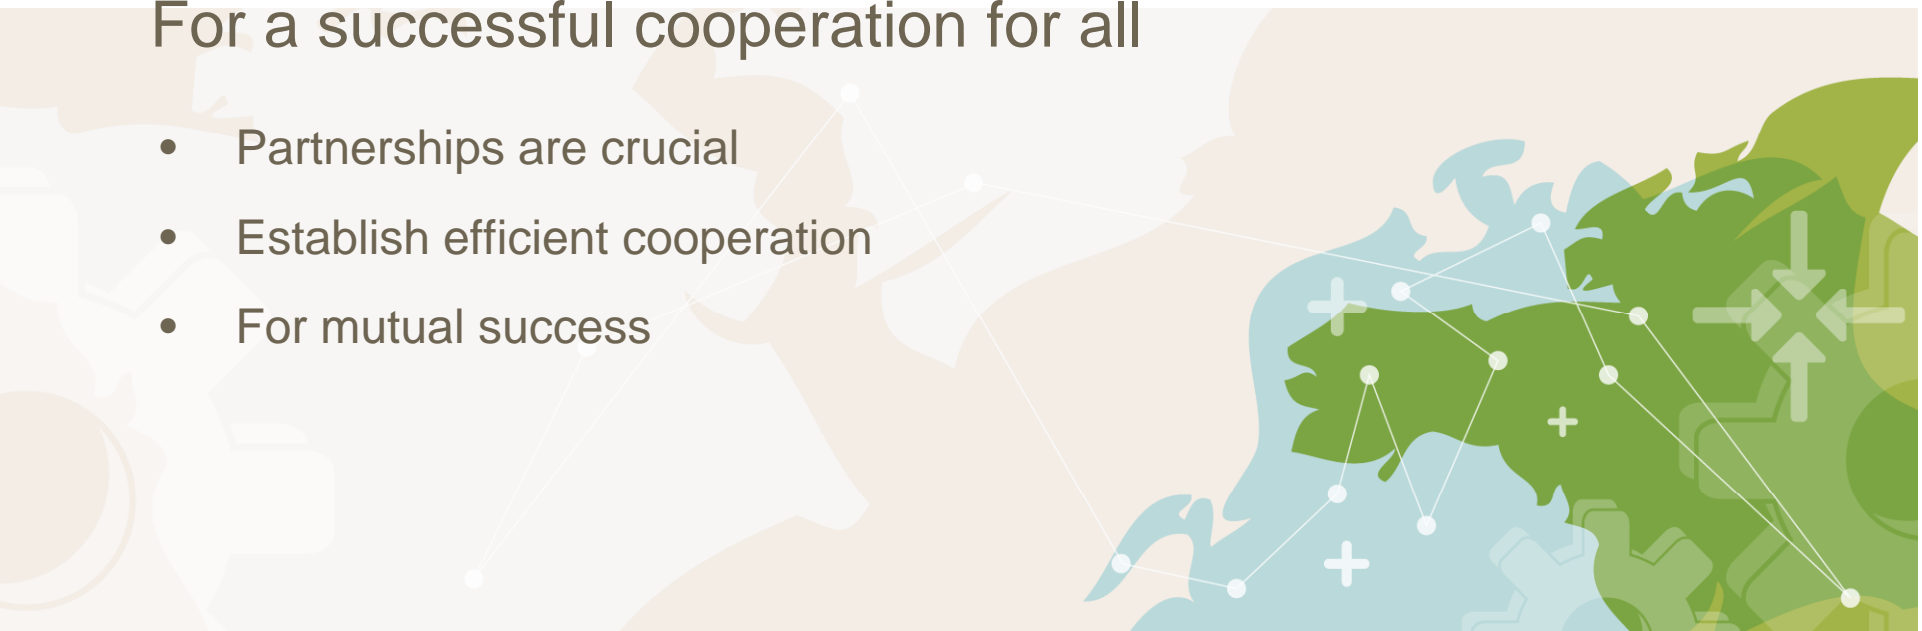 For a successful cooperation for all
• Partnerships are crucial
• Establish efficient cooperation
• For mutual success